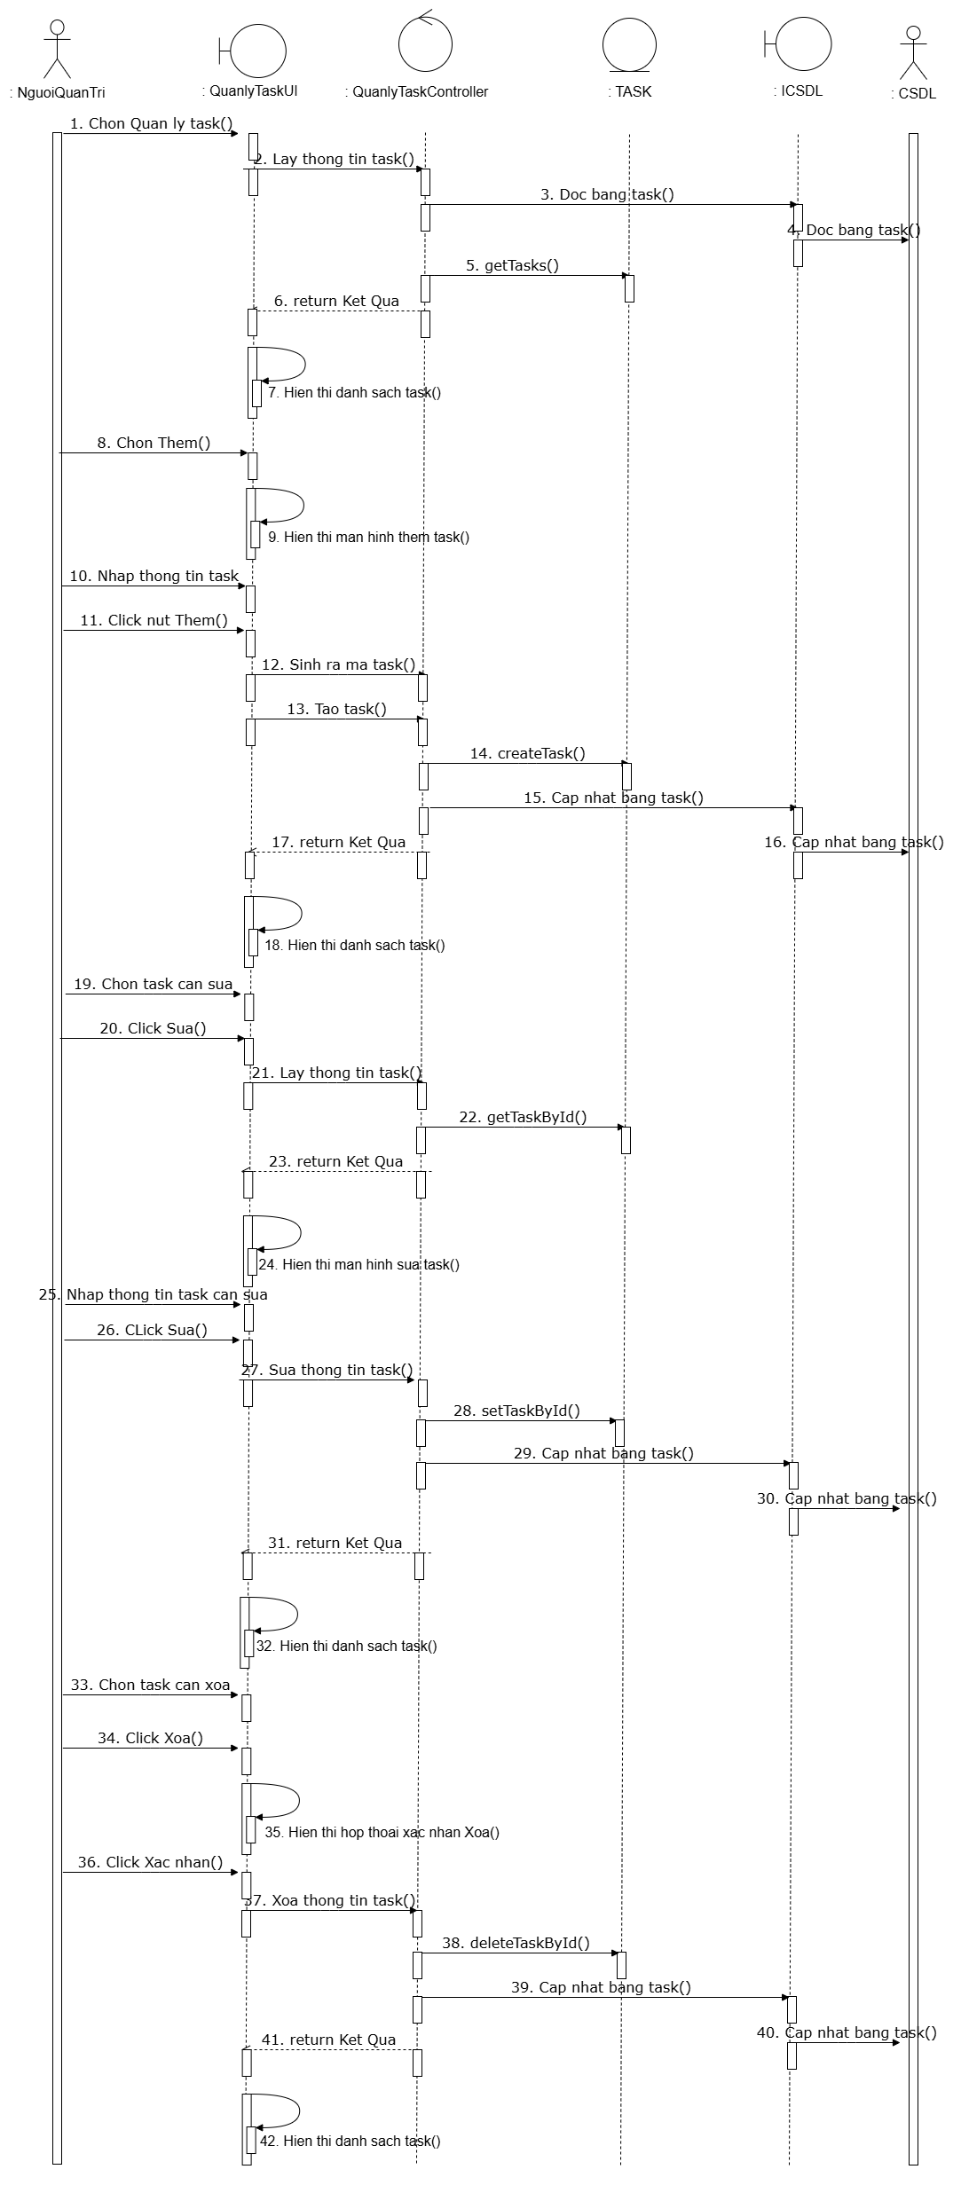 : NguoiQuanTri
: QuanlyTaskUI
: QuanlyTaskController
: TASK
: ICSDL
: CSDL
1. Chon Quan ly task()
2. Lay thong tin task()
3. Doc bang task()
4. Doc bang task()
5. getTasks()
6. return Ket Qua
7. Hien thi danh sach task()
8. Chon Them()
9. Hien thi man hinh them task()
10. Nhap thong tin task
11. Click nut Them()
12. Sinh ra ma task()
13. Tao task()
14. createTask()
15. Cap nhat bang task()
17. return Ket Qua
16. Cap nhat bang task()
18. Hien thi danh sach task()
19. Chon task can sua
20. Click Sua()
21. Lay thong tin task()
22. getTaskById()
23. return Ket Qua
24. Hien thi man hinh sua task()
25. Nhap thong tin task can sua
26. CLick Sua()
27. Sua thong tin task()
28. setTaskById()
29. Cap nhat bang task()
30. Cap nhat bang task()
31. return Ket Qua
32. Hien thi danh sach task()
33. Chon task can xoa
34. Click Xoa()
35. Hien thi hop thoai xac nhan Xoa()
36. Click Xac nhan()
37. Xoa thong tin task()
38. deleteTaskById()
39. Cap nhat bang task()
40. Cap nhat bang task()
41. return Ket Qua
42. Hien thi danh sach task()